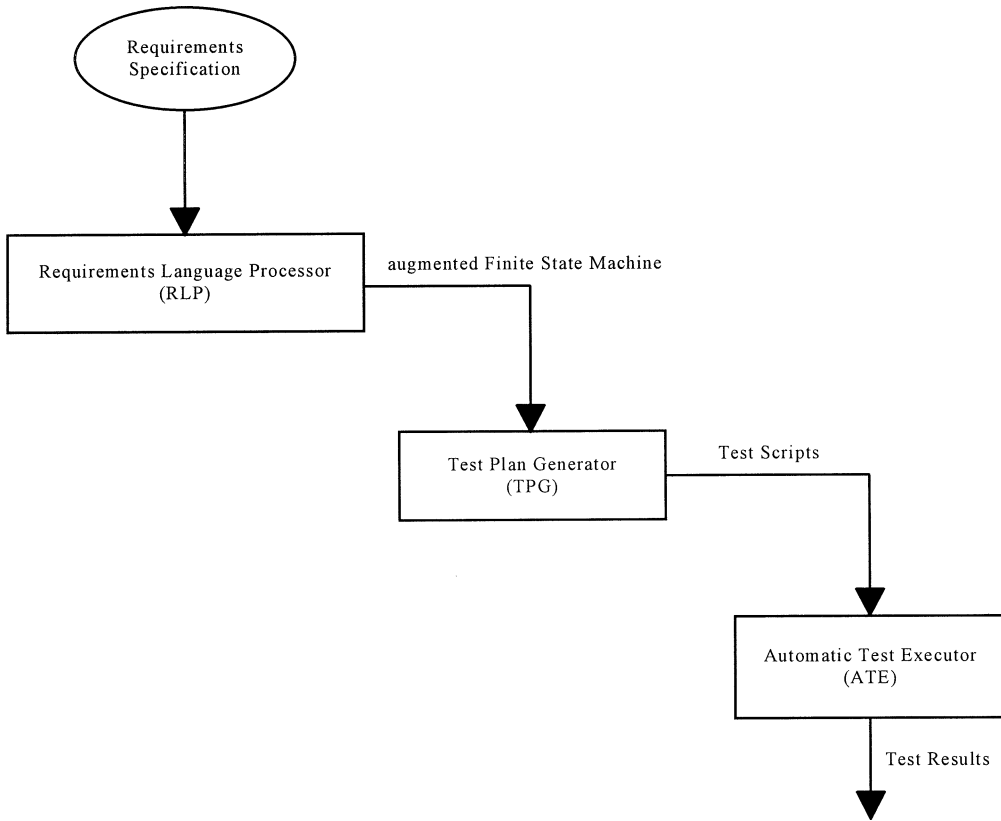 Requirements
Specification
Requirements Language Processor
(RLP)
augmented Finite State Machine
Test Plan Generator
(TPG)
Test Scripts
Automatic Test Executor
(ATE)
Test Results